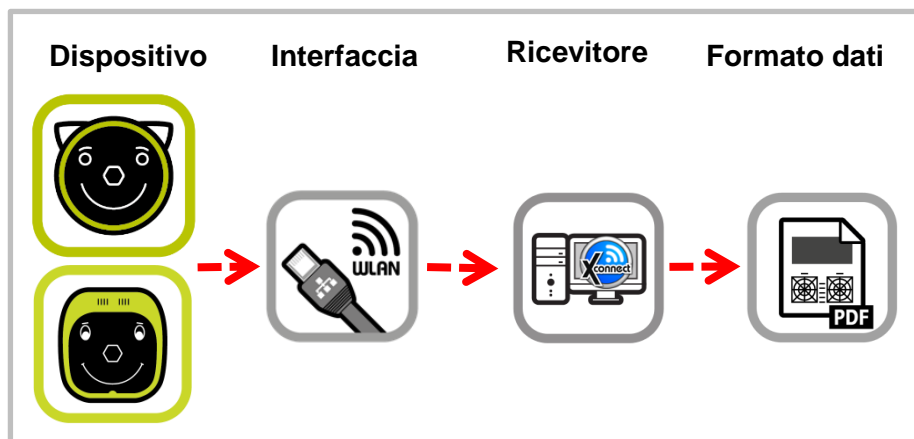 Dispositivo Interfaccia Ricevitore Formato dati
WLAN
Xconnect
PDF